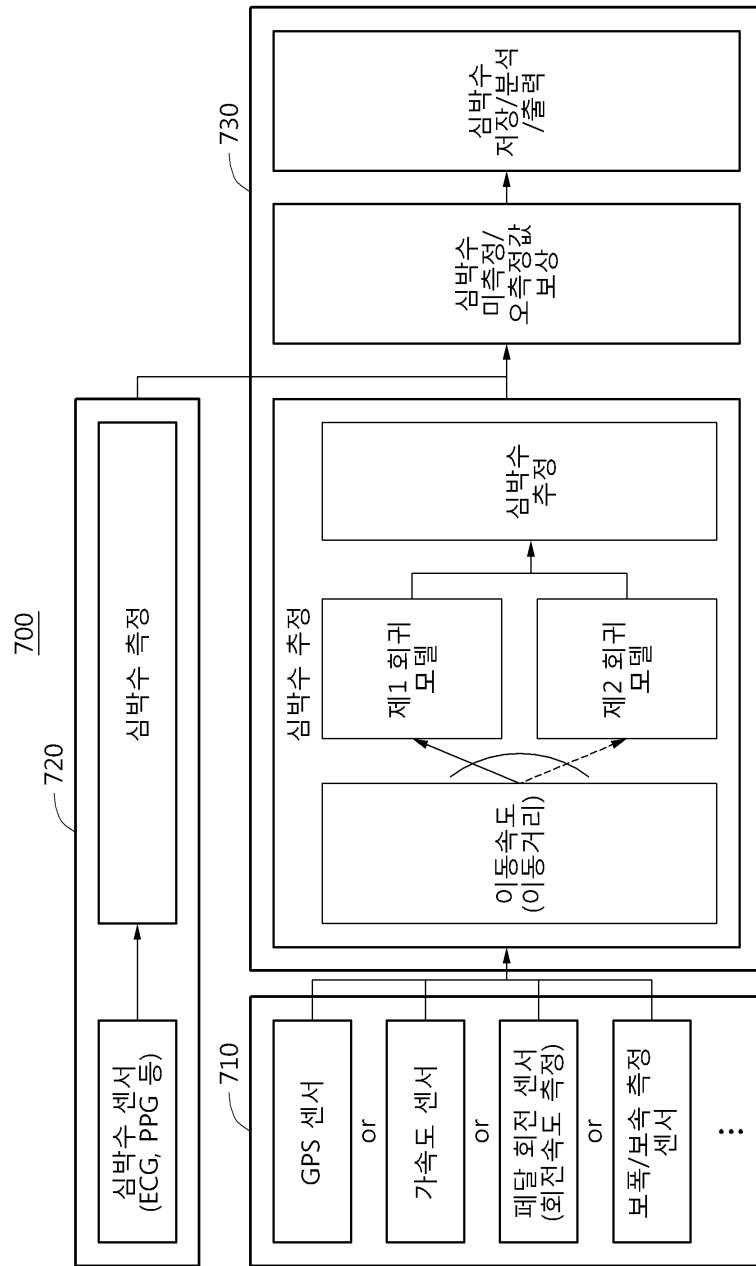 700
720
심박수 센서
(ECG, PPG 등)
심박수 측정
710
GPS 센서
or
가속도 센서
or
페달 회전 센서
(회전속도 측정)
or
보폭/보속 측정
센서
...
730
심박수 추정
이동속도
(이동거리)
제1 회귀
모델
제2 회귀
모델
심박수
추정
심박수
미측정/
오측정값
보상
심박수
저장/분석
/출력